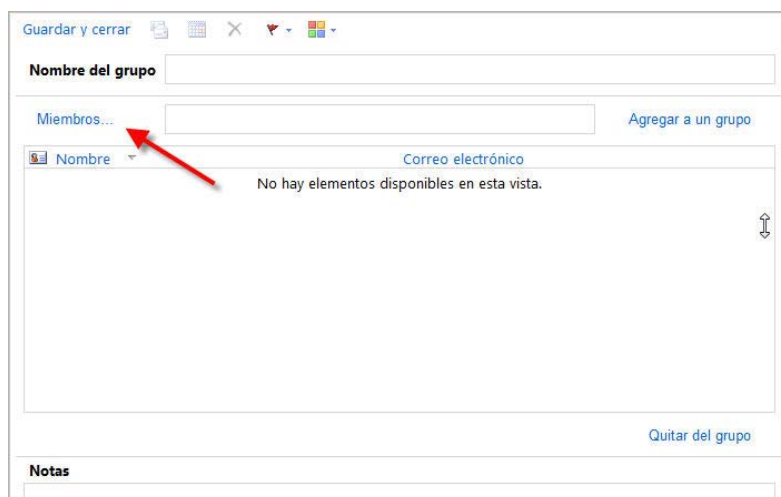 Guardar y cerrar
Nombre del grupo
Miembros... Agregar a un grupo
Nombre Correo electrónico
No hay elementos disponibles en esta vista.
Quitar del grupo
Notas